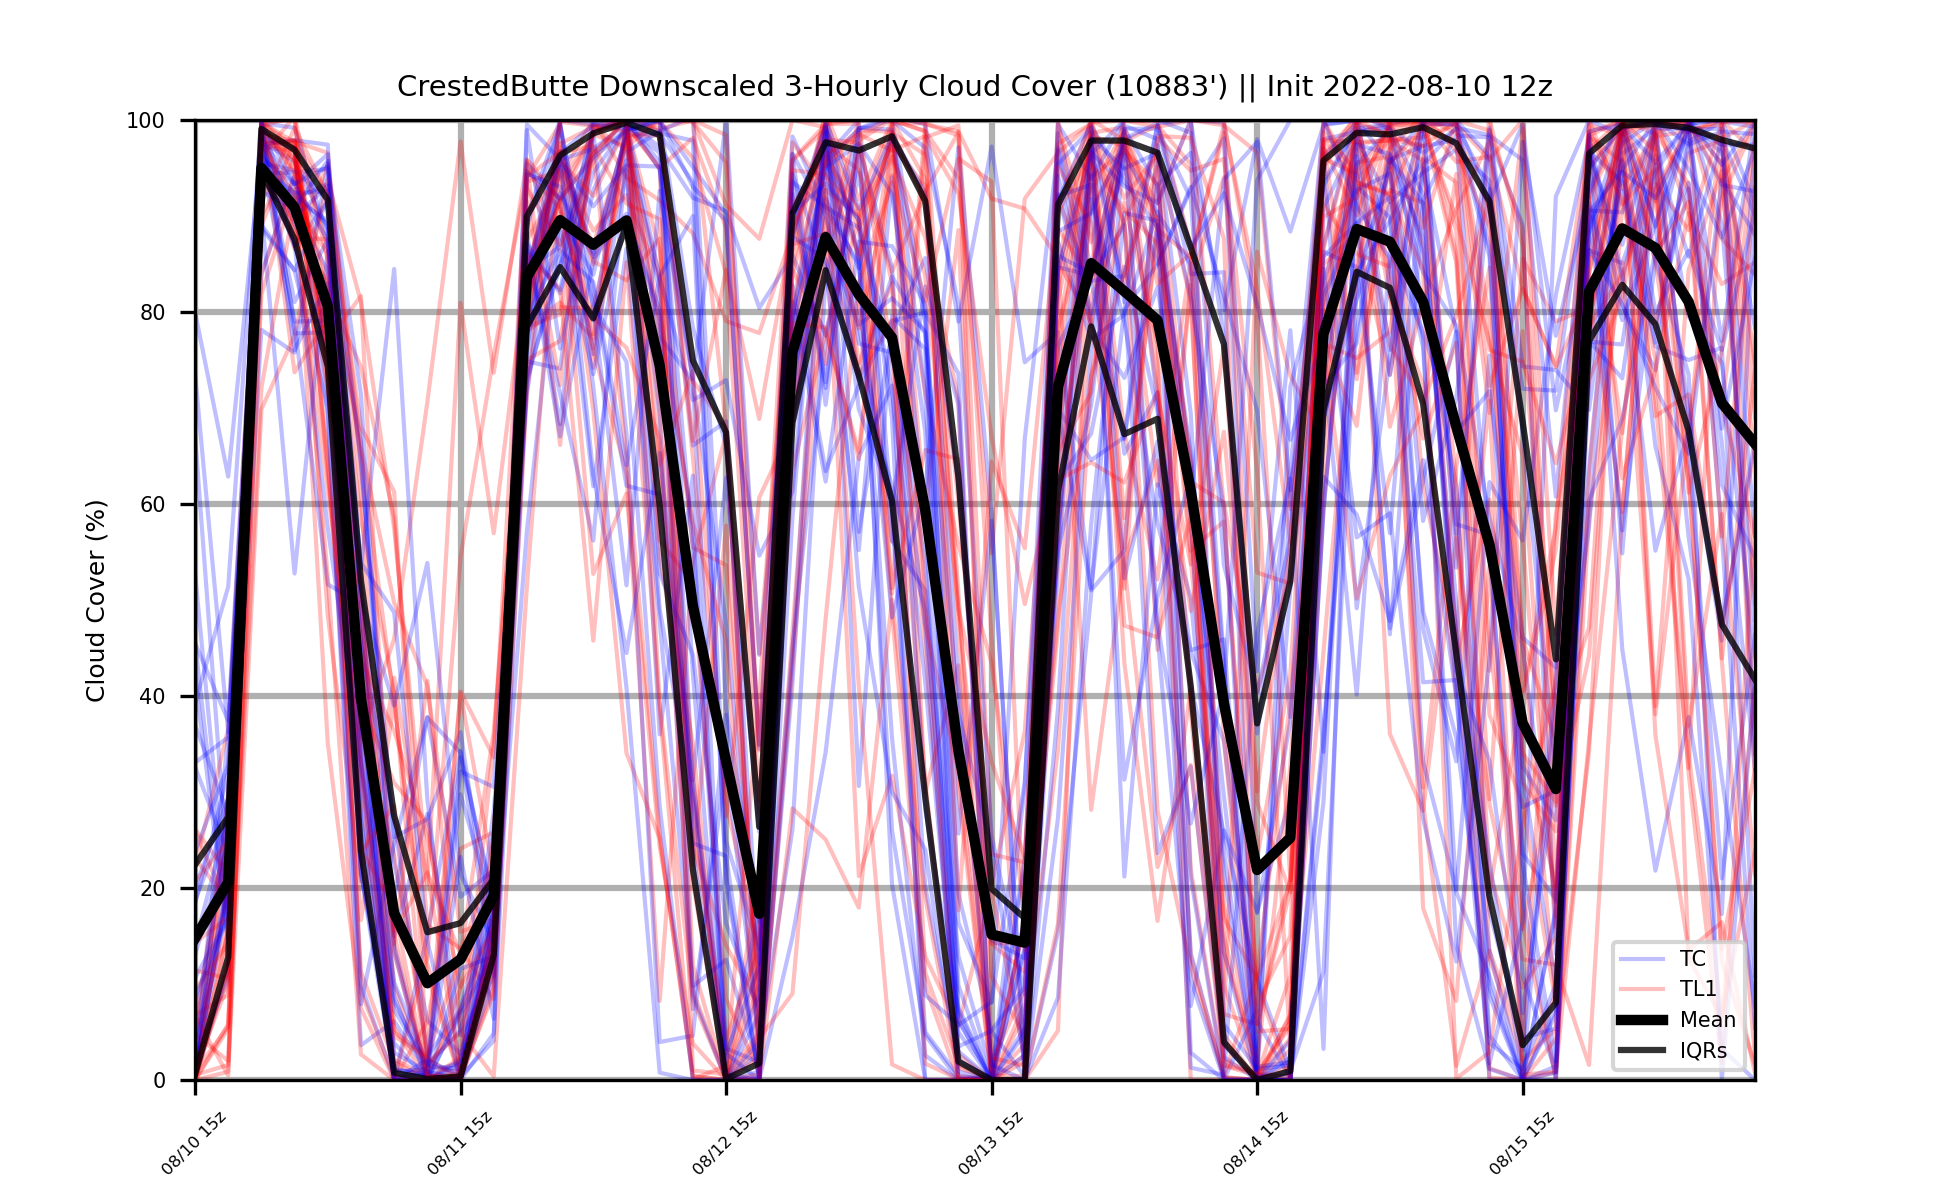 CrestedButte Downscaled 3-Hourly Cloud Cover (10883') || Init 2022-08-10 12z
Cloud Cover (%)
100
80
60
40
20
0
TC
TL1
Mean
IQRs
08/10 15z
08/11 15z
08/12 15z
08/13 15z
08/14 15z
08/15 15z